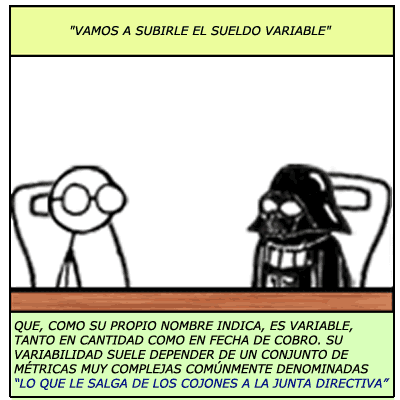 "VAMOS A SUBIRLE EL SUELDO VARIABLE"
QUE, COMO SU PROPIO NOMBRE INDICA, ES VARIABLE,
TANTO EN CANTIDAD COMO EN FECHA DE COBRO. SU
VARIABILIDAD SUELE DEPENDER DE UN CONJUNTO DE
MÉTRICAS MUY COMPLEJAS COMÚNMENTE DENOMINADAS
“LO QUE LE SALGA DE LOS COJONES A LA JUNTA DIRECTIVA”